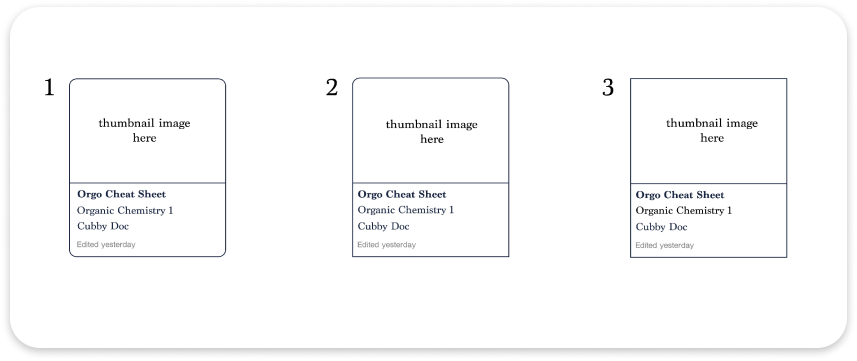 1
thumbnail image
here
Orgo Cheat Sheet
Organic Chemistry 1
Cubby Doc
Edited yesterday
2
thumbnail image
here
Orgo Cheat Sheet
Organic Chemistry 1
Cubby Doc
Edited yesterday
3
thumbnail image
here
Orgo Cheat Sheet
Organic Chemistry 1
Cubby Doc
Edited yesterday